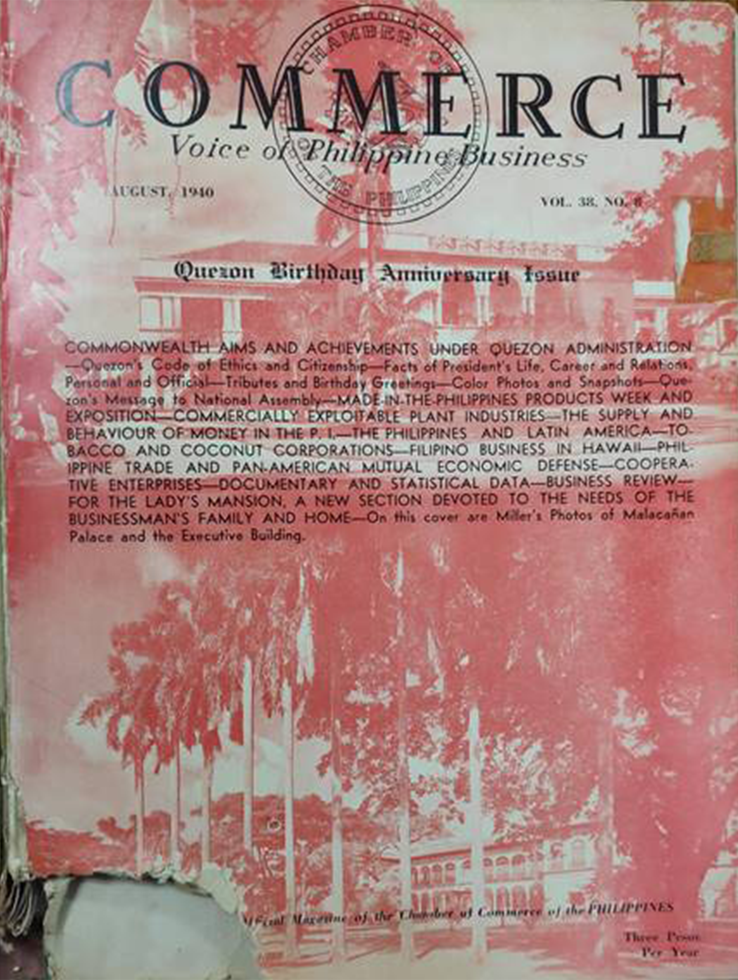 CHAMBER OF
COMMERCE
Voice of Philippine Business
OF THE PHILIPPINES
AUGUST, 1940
VOL. 38, NO. 8
Quezon Birthday Anniversary Issue
COMMONWEALTH AIMS AND ACHIEVEMENTS UNDER QUEZON ADMINISTRATION
—Quezon's Code of Ethics and Citizenship—Facts of President's Life, Career and Relations,
Personal and Official—Tributes and Birthday Greetings—Color Photos and Snapshots—Que-
zon's Message to National Assembly—MADE-IN-THE-PHILIPPINES PRODUCTS WEEK AND
EXPOSITION—COMMERCIALLY EXPLOITABLE PLANT INDUSTRIES—THE SUPPLY AND
BEHAVIOUR OF MONEY IN THE P. I.—THE PHILIPPINES AND LATIN AMERICA—TO-
BACCO AND COCONUT CORPORATIONS—FILIPINO BUSINESS IN HAWAII—PHIL-
IPPINE TRADE AND PAN-AMERICAN MUTUAL ECONOMIC DEFENSE—COOPERA-
TIVE ENTERPRISES—DOCUMENTARY AND STATISTICAL DATA—BUSINESS REVIEW—
FOR THE LADY'S MANSION, A NEW SECTION DEVOTED TO THE NEEDS OF THE
BUSINESSMAN'S FAMILY AND HOME—On this cover are Miller's Photos of Malacañan
Palace and the Executive Building.
Magazine of the Chamber of Commerce of the PHILIPPINES
Three Pesos
Per Year